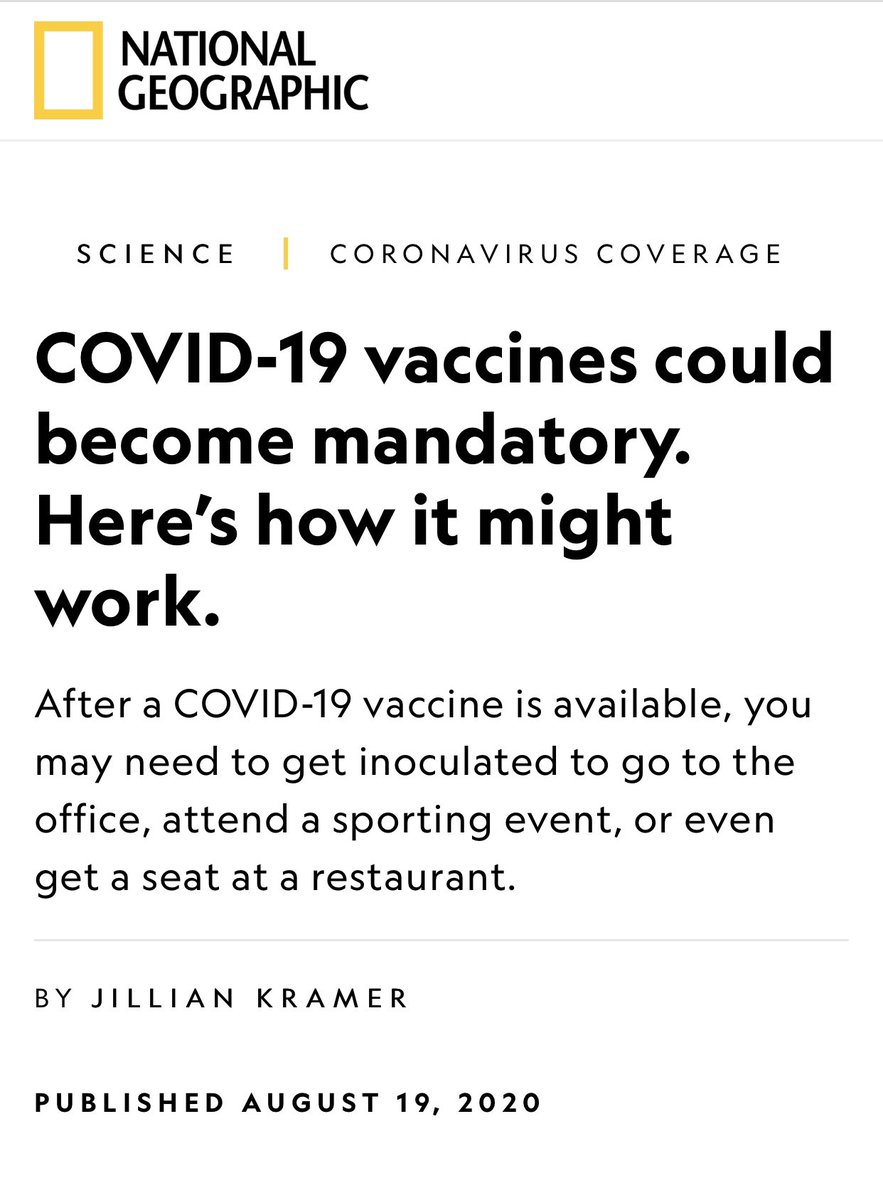 NATIONAL
GEOGRAPHIC
SCIENCE | CORONAVIRUS COVERAGE
COVID-19 vaccines could
become mandatory.
Here’s how it might
work.
After a COVID-19 vaccine is available, you
may need to get inoculated to go to the
office, attend a sporting event, or even
get a seat at a restaurant.
BY JILLIAN KRAMER
PUBLISHED AUGUST 19, 2020